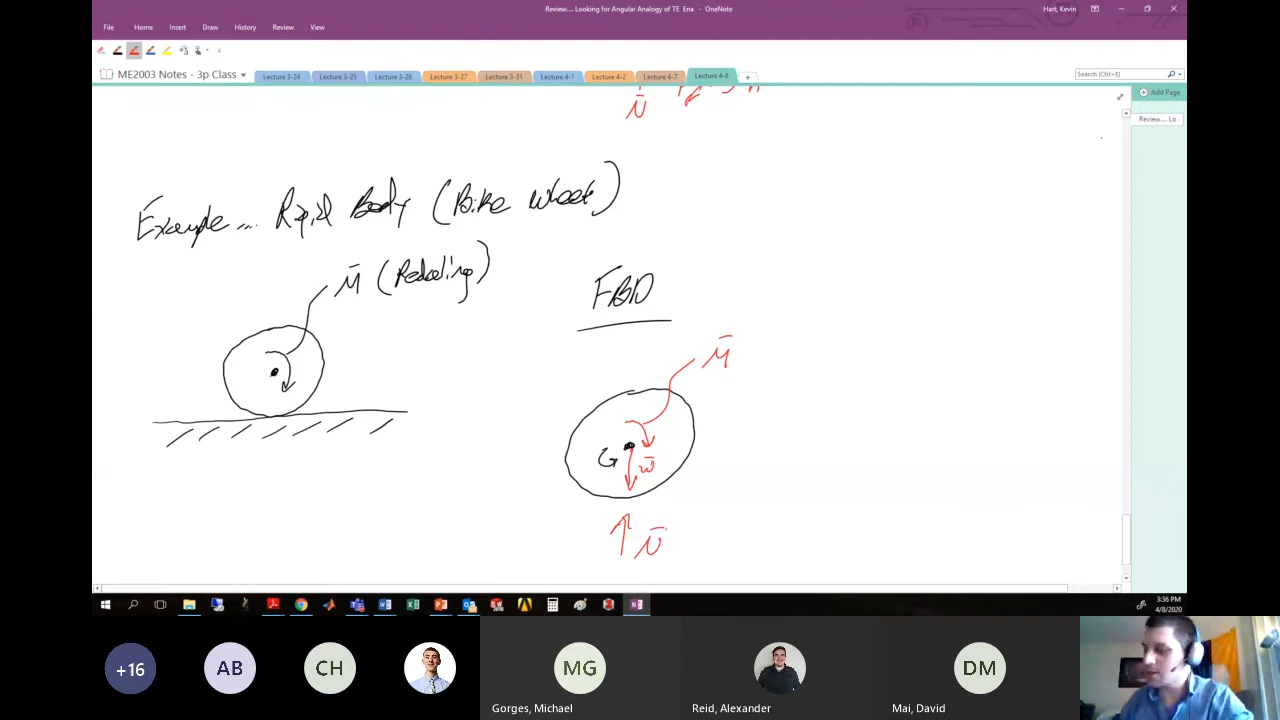 Review.... Looking for Angular Analogy of TE Ena - OneNote
Hart, Kevin
File Home Insert Draw History Review View
ME2003 Notes - 3p Class
Lecture 3-24 Lecture 3-25 Lecture 3-26 Lecture 3-27 Lecture 3-31 Lecture 4-1 Lecture 4-2 Lecture 4-7 Lecture 4-8
Search (Ctrl+E)
Add Page
Review.... Lo
N̄
Example... Rigid Body (Bike Wheel)
M̄ (Pedaling)
FBD
M̄
G
w̄
N̄
3:36 PM
4/8/2020
+16
AB
CH
MG
DM
Gorges, Michael
Reid, Alexander
Mai, David